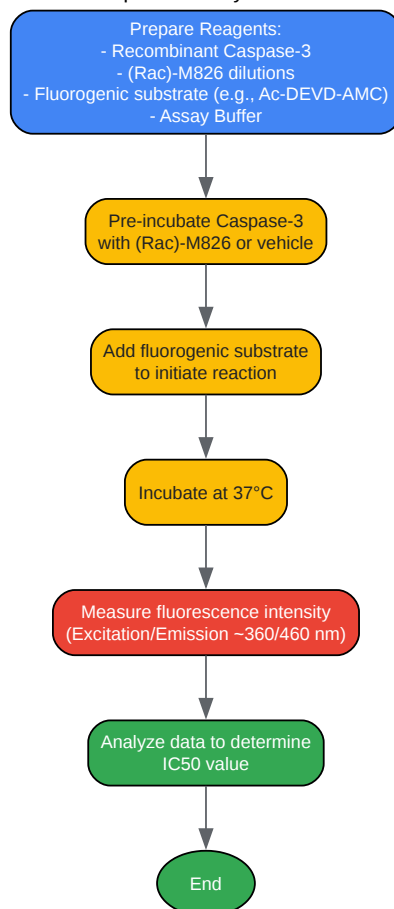 Prepare Reagents:
- Recombinant Caspase-3
- (Rac)-M826 dilutions
- Fluorogenic substrate (e.g., Ac-DEVD-AMC)
- Assay Buffer
Pre-incubate Caspase-3
with (Rac)-M826 or vehicle
Add fluorogenic substrate
to initiate reaction
Incubate at 37°C
Measure fluorescence intensity
(Excitation/Emission ~360/460 nm)
Analyze data to determine
IC50 value
End